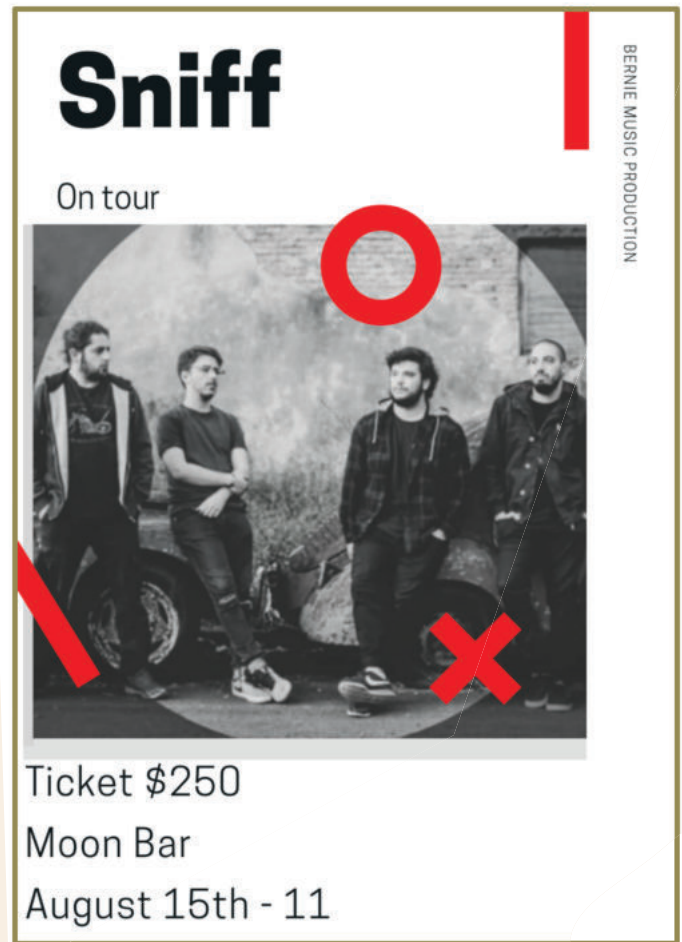 Sniff
BERNIE MUSIC PRODUCTION
On tour
Ticket $250
Moon Bar
August 15th - 11